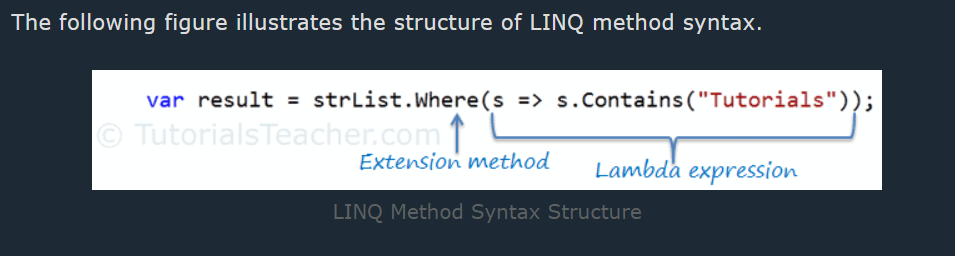 The following figure illustrates the structure of LINQ method syntax.
var result = strList.Where(s => s.Contains("Tutorials"));
© TutorialsTeacher.com
Extension method
Lambda expression
LINQ Method Syntax Structure